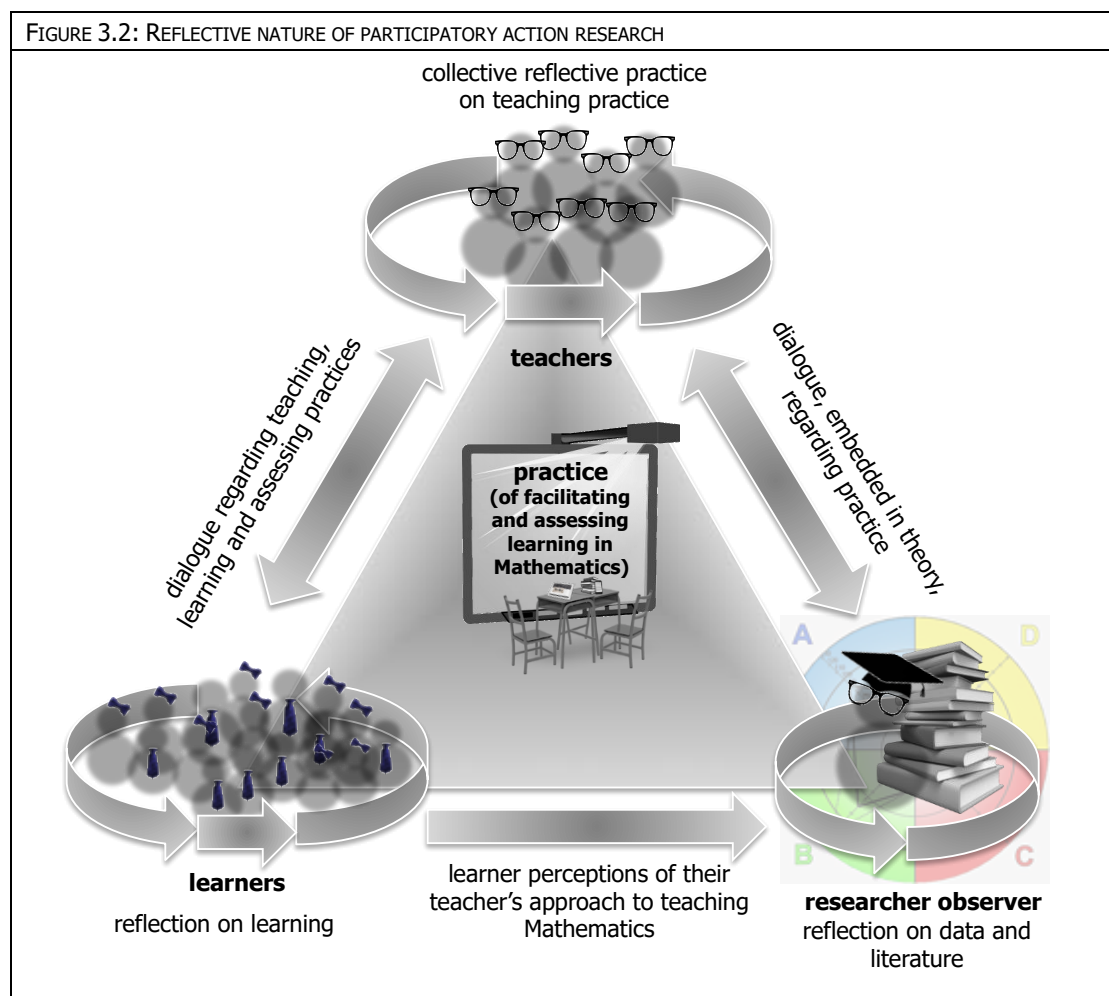 FIGURE 3.2: REFLECTIVE NATURE OF PARTICIPATORY ACTION RESEARCH
collective reflective practice
on teaching practice
teachers
dialogue regarding teaching,
learning and assessing practices
dialogue, embedded in theory,
regarding practice
practice
(of facilitating
and assessing
learning in
Mathematics)
A
D
B
C
learners
reflection on learning
learner perceptions of their
teacher’s approach to teaching
Mathematics
researcher observer
reflection on data and
literature